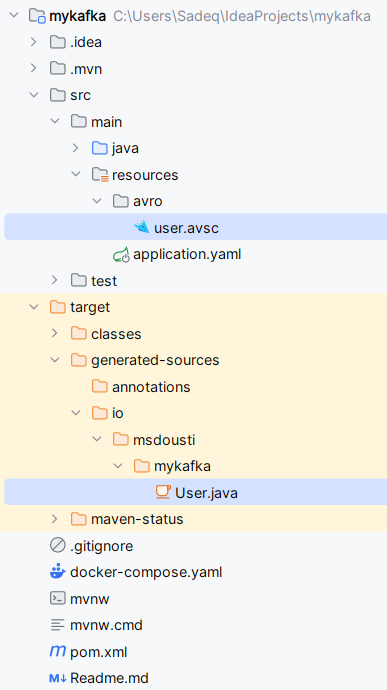 mykafka C:\Users\Sadeq\IdeaProjects\mykafka
.idea
.mvn
src
main
java
resources
avro
user.avsc
application.yaml
test
target
classes
generated-sources
annotations
io
msdousti
mykafka
User.java
maven-status
.gitignore
docker-compose.yaml
mvnw
mvnw.cmd
pom.xml
Readme.md